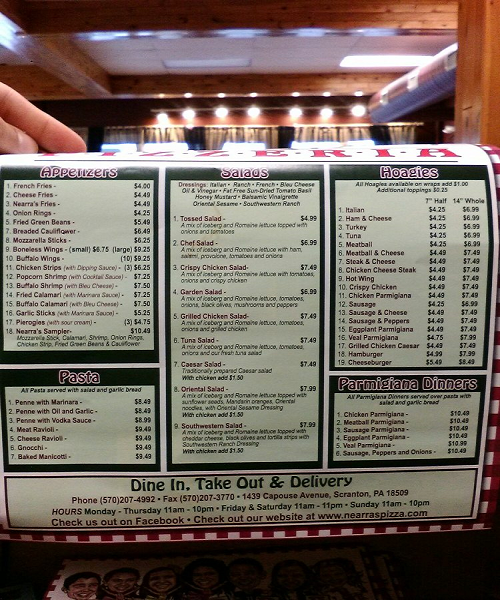 PIZZERIA
Appetizers
1. French Fries - $4.00
2. Cheese Fries - $4.49
3. Nearra's Fries - $4.49
4. Onion Rings - $4.25
5. Fried Green Beans - $5.49
7. Breaded Cauliflower - $6.49
8. Mozzarella Sticks - $6.25
9. Boneless Wings - (small) $6.75 (large) $9.25
10. Buffalo Wings - (10) $9.25
11. Chicken Strips (with Dipping Sauce) - (3) $6.25
12. Popcorn Shrimp (with Cocktail Sauce) - $7.25
13. Buffalo Shrimp (with Bleu Cheese) - $7.50
14. Fried Calamari (with Marinara Sauce) - $7.25
15. Buffalo Calamari (with Bleu Cheese) - $7.50
16. Garlic Sticks (with Marinara Sauce) - $5.25
17. Pierogies (with sour cream) - (3) $4.75
18. Nearra's Sampler- $10.49
Mozzarella Stick, Calamari, Shrimp, Onion Rings,
Chicken Strip, Fried Green Beans & Cauliflower
Pasta
All Pasta served with salad and garlic bread
1. Penne with Marinara - $8.49
2. Penne with Oil and Garlic - $8.49
3. Penne with Vodka Sauce - $8.99
4. Meat Ravioli - $9.49
5. Cheese Ravioli - $9.49
6. Gnocchi - $9.49
7. Baked Manicotti - $9.49
Salads
Dressings: Italian • Ranch • French • Bleu Cheese
Oil & Vinegar • Fat Free Sun-Dried Tomato Basil
Honey Mustard • Balsamic Vinaigrette
Oriental Sesame • Southwestern Ranch
1. Tossed Salad - $4.99
A mix of iceberg and Romaine lettuce topped with
onions and tomatoes
2. Chef Salad - $6.99
A mix of iceberg and Romaine lettuce with ham,
salami, provolone, tomatoes and onions
3. Crispy Chicken Salad- $7.49
A mix of iceberg and Romaine lettuce with tomatoes,
onions and crispy chicken
4. Garden Salad $6.99
A mix of iceberg and Romaine lettuce, tomatoes,
onions, black olives, mushrooms and peppers
5. Grilled Chicken Salad- $7.49
A mix of iceberg and Romaine lettuce, tomatoes,
onions and grilled chicken
6. Tuna Salad - $7.49
A mix of iceberg and Romaine lettuce, tomatoes,
onions and our fresh tuna salad
7. Caesar Salad $7.49
Traditionally prepared Caesar salad
With chicken add $1.50
8. Oriental Salad - $7.99
A mix of iceberg and Romaine lettuce topped with
sunflower seeds, Mandarin oranges, Oriental
noodles, with Oriental Sesame Dressing
With chicken add $1.50
9. Southwestern Salad - $7.99
A mix of iceberg and Romaine lettuce topped with
cheddar cheese, black olives and tortilla strips with
Southwestern Ranch Dressing
With chicken add $1.50
Hoagies
All Hoagies available on wraps add $1.00
Additional toppings $0.25
7" Half 14" Whole
1. Italian $4.25 $6.99
2. Ham & Cheese $4.25 $6.99
3. Turkey $4.25 $6.99
4. Tuna $4.25 $6.99
5. Meatball $4.25 $6.99
6. Meatball & Cheese $4.49 $7.49
7. Steak & Cheese $4.49 $7.49
8. Chicken Cheese Steak $4.49 $7.49
9. Hot Wing $4.49 $7.49
10. Crispy Chicken $4.49 $7.49
11. Chicken Parmigiana $4.49 $7.49
12. Sausage $4.25 $6.99
13. Sausage & Cheese $4.49 $7.49
14. Sausage & Peppers $4.49 $7.49
15. Eggplant Parmigiana $4.49 $7.49
16. Veal Parmigiana $4.75 $7.99
17. Grilled Chicken Caesar $4.49 $7.49
18. Hamburger $4.99 $7.99
19. Cheeseburger $5.49 $8.49
Parmigiana Dinners
All Parmigiana Dinners served over pasta with
salad and garlic bread
1. Chicken Parmigiana - $10.49
2. Meatball Parmigiana - $10.49
3. Sausage Parmigiana - $10.49
4. Eggplant Parmigiana - $10.49
5. Veal Parmigiana - $10.99
6. Sausage, Peppers and Onions - $10.49
Dine In, Take Out & Delivery
Phone (570)207-4992 • Fax (570)207-3770 • 1439 Capouse Avenue, Scranton, PA 18509
HOURS Monday - Thursday 11am - 10pm • Friday & Saturday 11am - 11pm • Sunday 11am - 10pm
Check us out on Facebook • Check out our website at www.nearraspizza.com